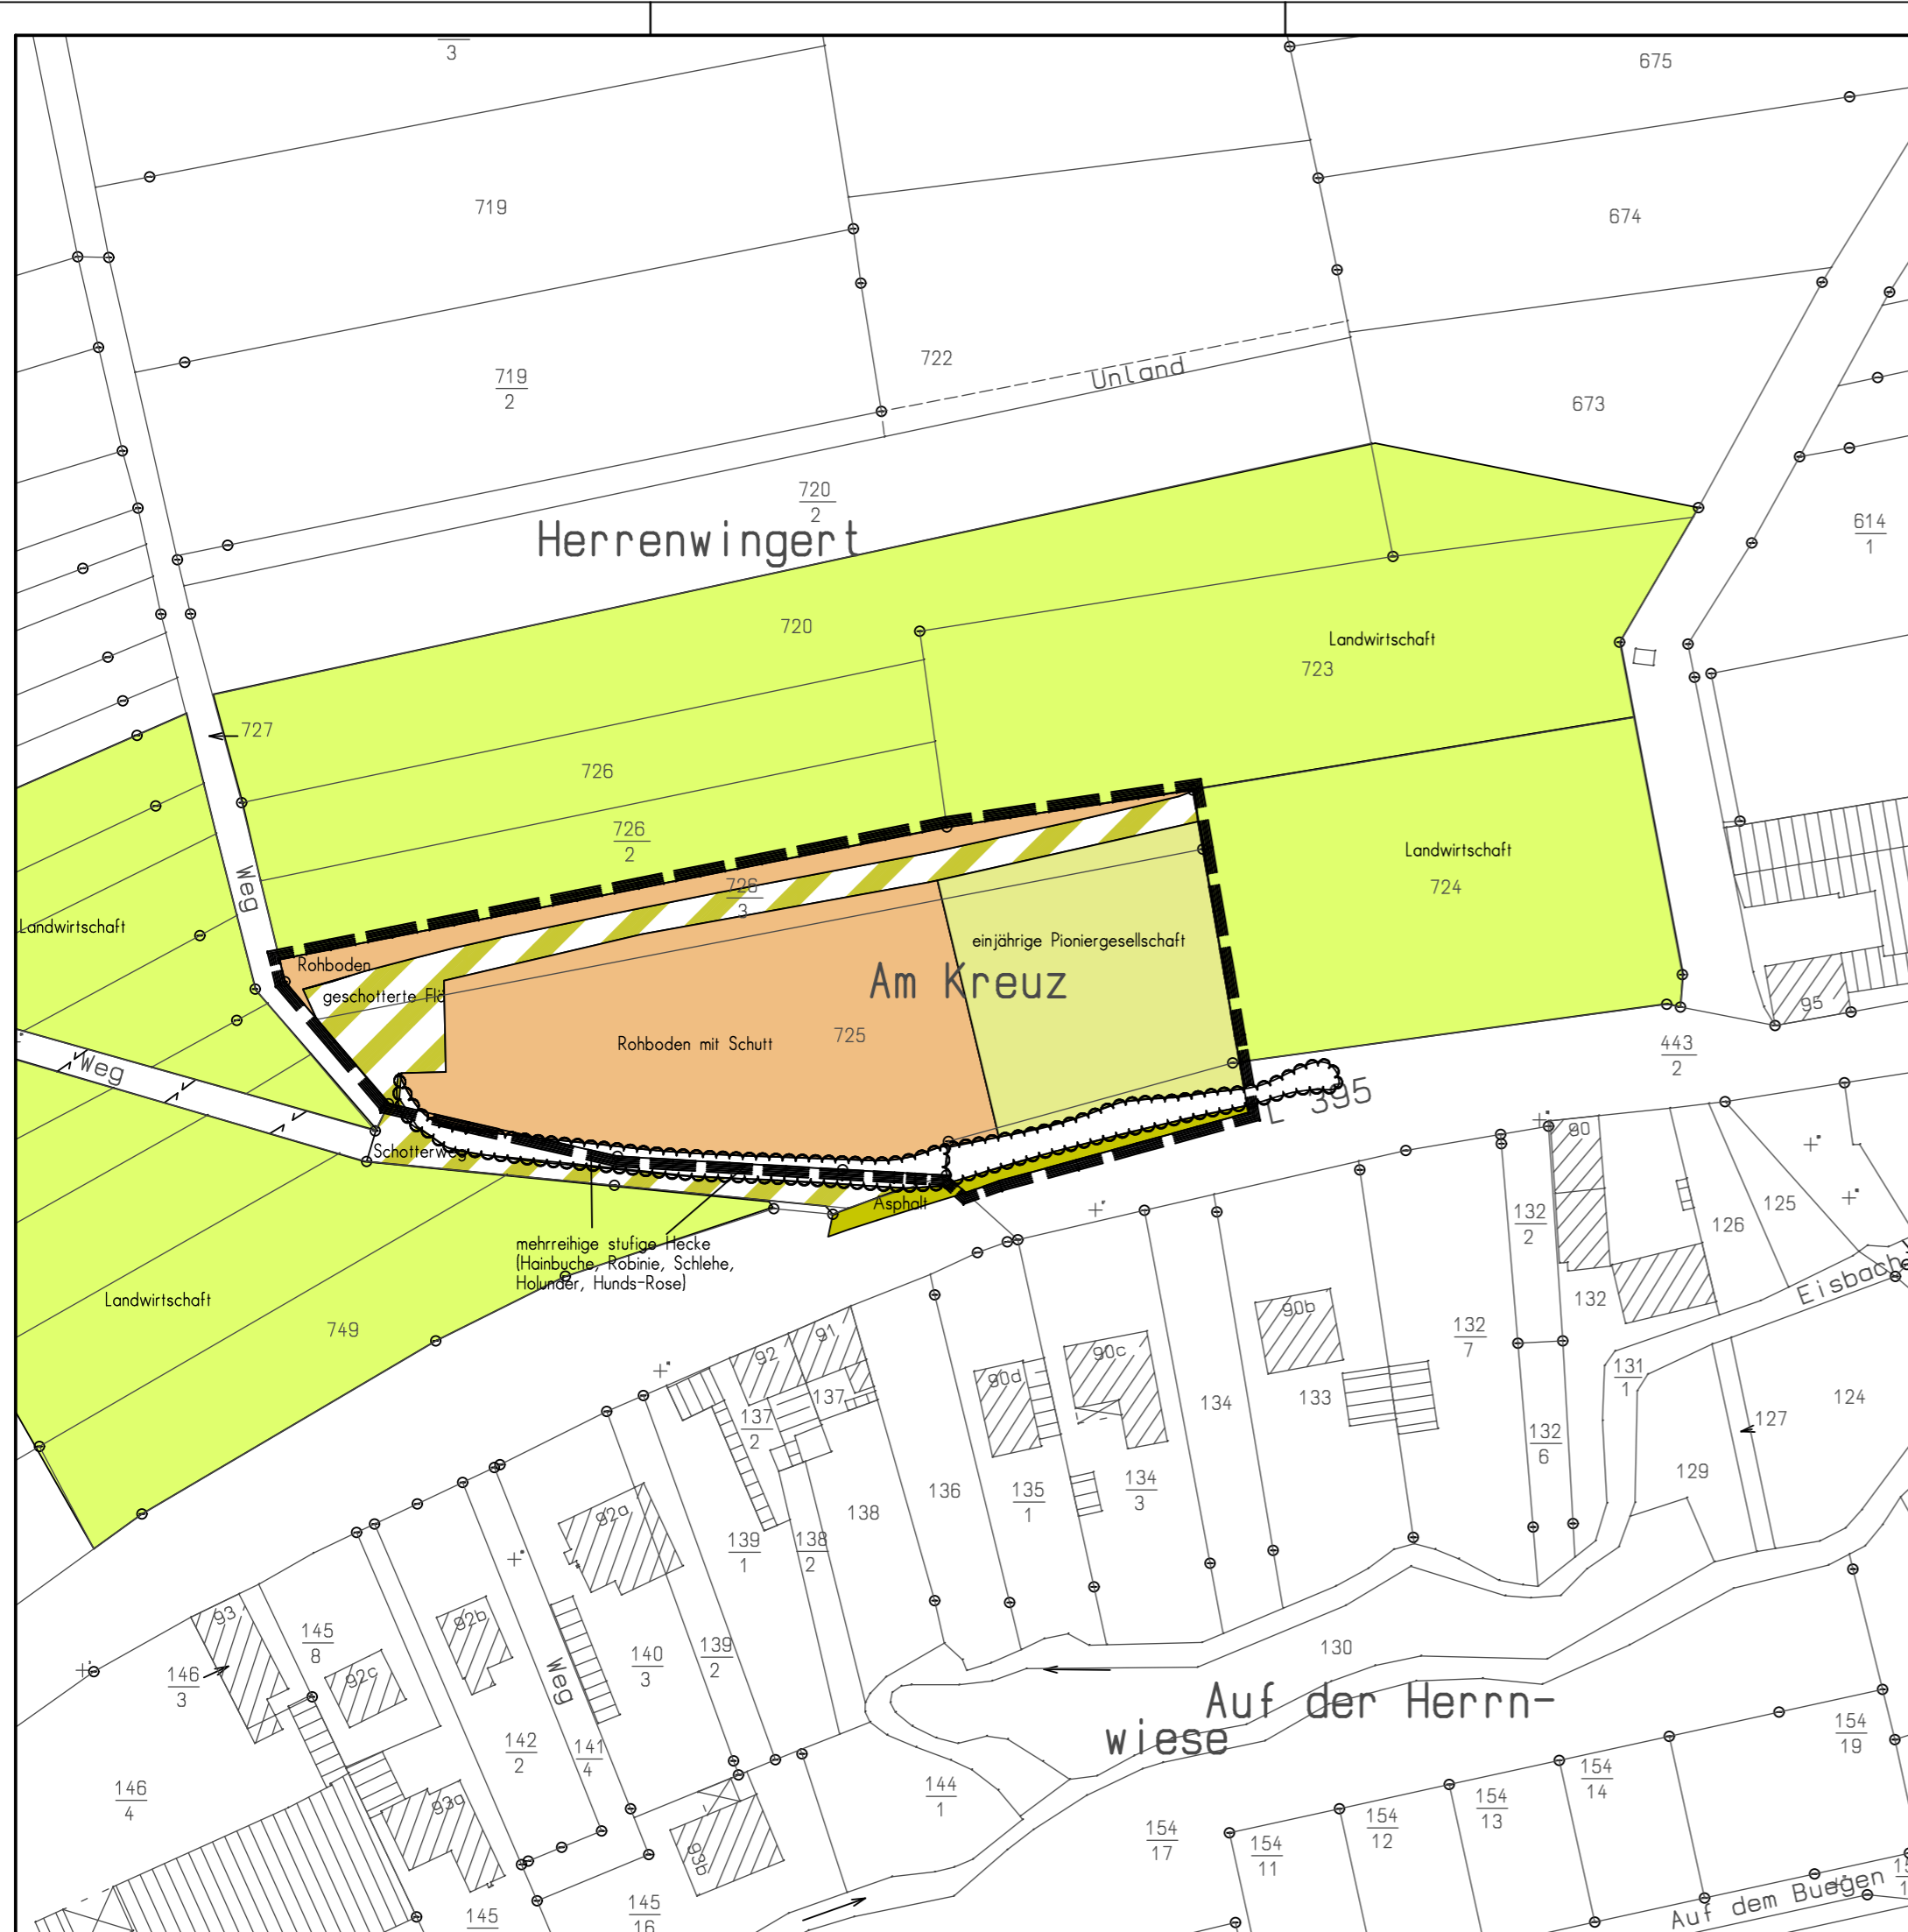 3
675
719
674
719
2
722
Unland
673
720
2
Herrenwingert
614
1
720
Landwirtschaft
723
727
726
726
2
Landwirtschaft
724
Weg
726
3
Landwirtschaft
einjährige Pioniergesellschaft
Rohboden
geschotterte Flä
Am Kreuz
95
Rohboden mit Schutt
725
443
2
Weg
L 395
90
Schotterweg
Asphalt
132
2
126
125
mehrreihige stufige Hecke
(Hainbuche, Robinie, Schlehe,
Holunder, Hunds-Rose)
Eisbach
Landwirtschaft
749
132
90b
91
92
90c
132
7
90d
131
1
137
137
2
134
133
124
127
132
6
129
134
3
136
135
1
138
92a
139
1
138
2
93
92b
145
8
130
140
3
139
2
146
3
92c
Weg
Auf der Herrn-
wiese
142
2
141
4
154
19
146
4
154
14
144
1
154
13
93a
154
12
154
17
154
11
93b
Auf dem Buegen
145
145
16